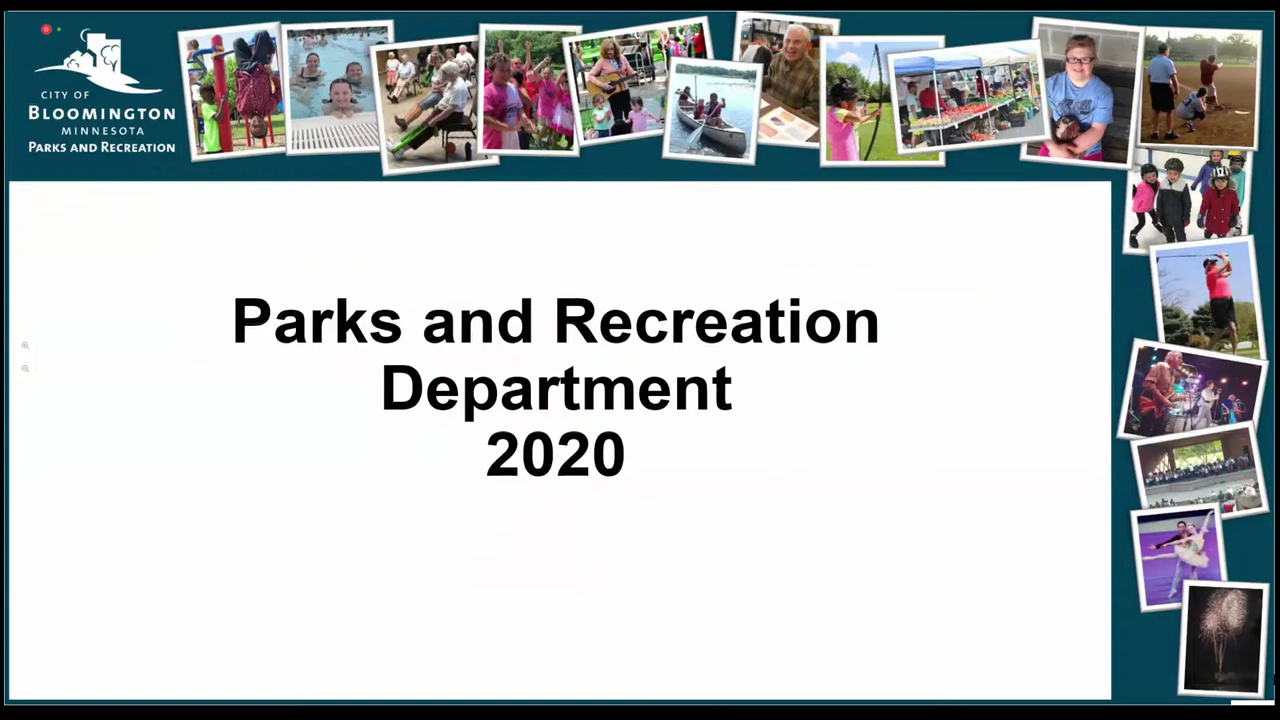 CITY OF
BLOOMINGTON
MINNESOTA
PARKS AND RECREATION
Parks and Recreation
Department
2020